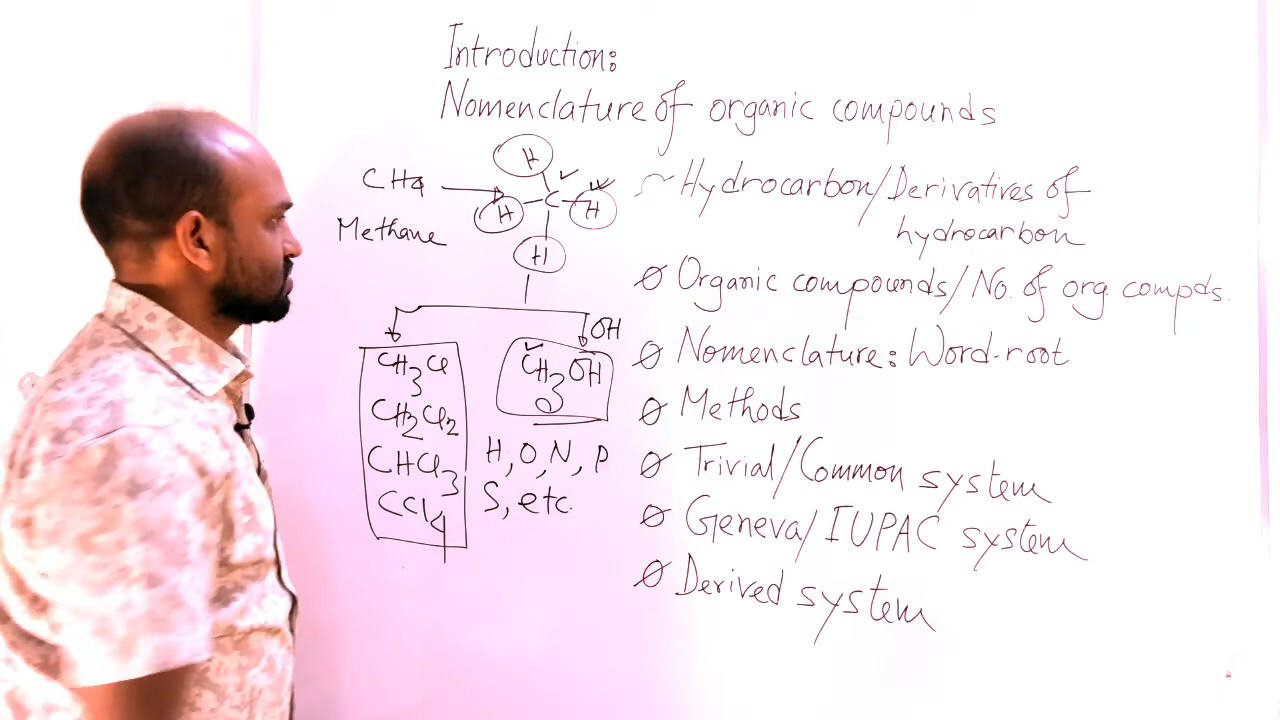 Introduction:
Nomenclature of organic compounds
CH4
Methane
H
H C H
H
OH
CH3Cl
CH2Cl2
CHCl3
CCl4
CH3OH
H, O, N, P
S, etc.
Hydrocarbon/Derivatives of
hydrocarbon
Organic compounds/No. of org. compds.
Nomenclature: Word-root
Methods
Trivial/Common system
Geneva/IUPAC system
Derived system